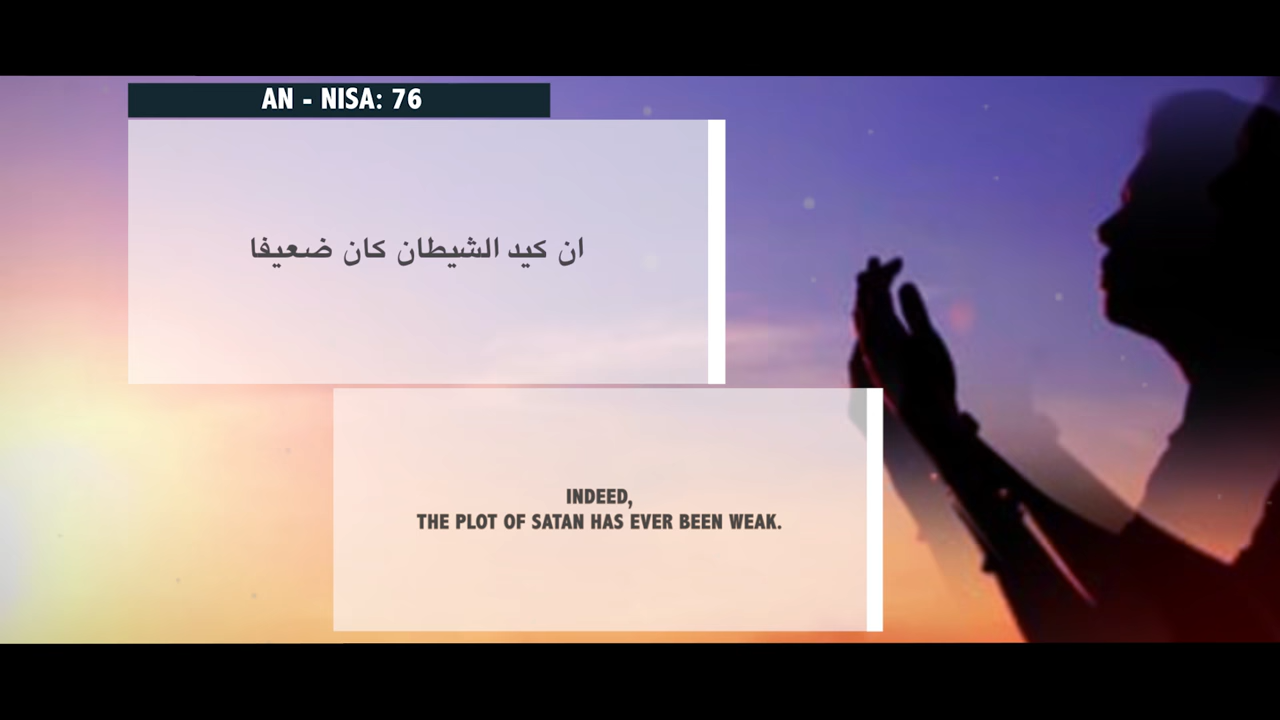 AN - NISA: 76
ان كيد الشيطان كان ضعيفا
INDEED,
THE PLOT OF SATAN HAS EVER BEEN WEAK.